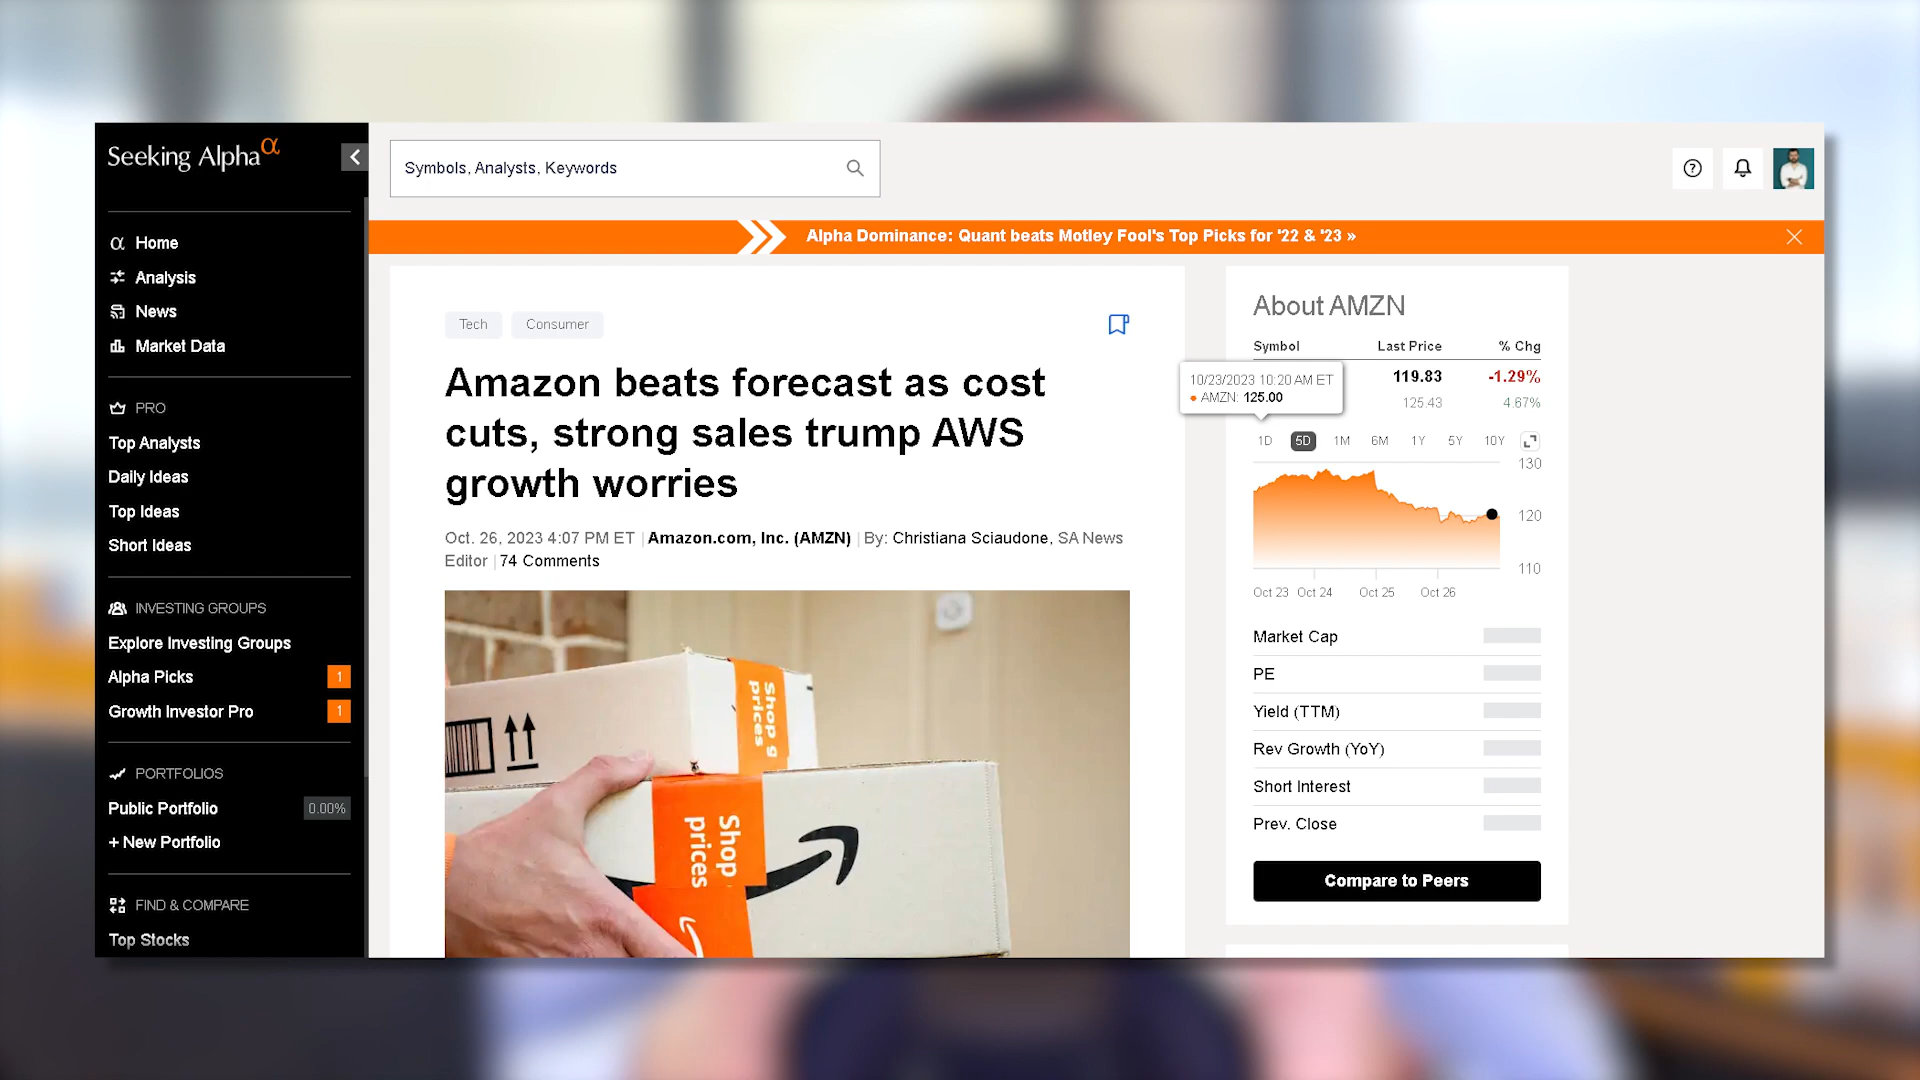 Seeking Alpha α
Symbols, Analysts, Keywords
Alpha Dominance: Quant beats Motley Fool's Top Picks for '22 & '23 »
Home
Analysis
News
Market Data
PRO
Top Analysts
Daily Ideas
Top Ideas
Short Ideas
INVESTING GROUPS
Explore Investing Groups
Alpha Picks 1
Growth Investor Pro 1
PORTFOLIOS
Public Portfolio 0.00%
+ New Portfolio
FIND & COMPARE
Top Stocks
Tech Consumer
Amazon beats forecast as cost
cuts, strong sales trump AWS
growth worries
Oct. 26, 2023 4:07 PM ET | Amazon.com, Inc. (AMZN) | By: Christiana Sciaudone, SA News
Editor | 74 Comments
Shop
prices
Shop
prices
About AMZN
Symbol Last Price % Chg
119.83 -1.29%
125.43 4.67%
10/23/2023 10:20 AM ET
AMZN: 125.00
1D 5D 1M 6M 1Y 5Y 10Y
130
120
110
Oct 23 Oct 24 Oct 25 Oct 26
Market Cap
PE
Yield (TTM)
Rev Growth (YoY)
Short Interest
Prev. Close
Compare to Peers